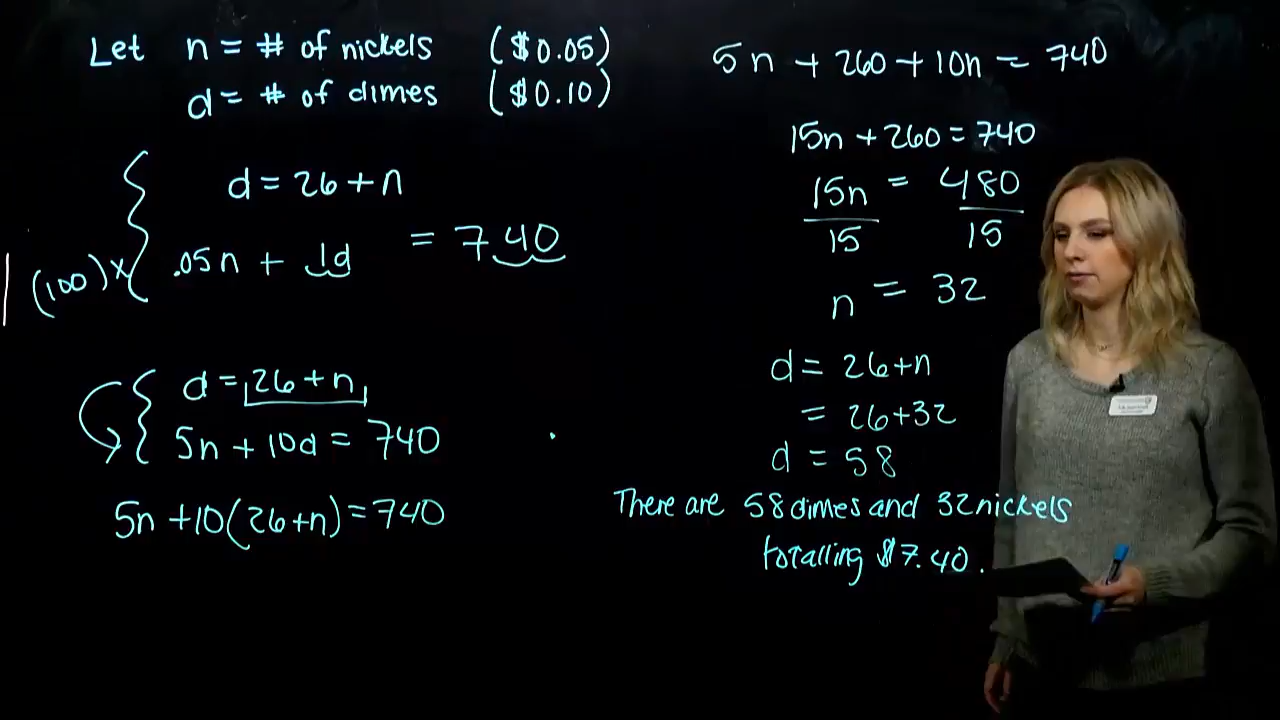 Let n = # of nickels ($0.05)
d = # of dimes ($0.10)
d = 26 + n
(100)x .05n + .1d = 7.40
d = 26 + n
5n + 10d = 740
5n + 10(26+n) = 740
5n + 260 + 10n = 740
15n + 260 = 740
15n = 480
15 15
n = 32
d = 26+n
= 26+32
d = 58
There are 58 dimes and 32 nickels
totalling $7.40.